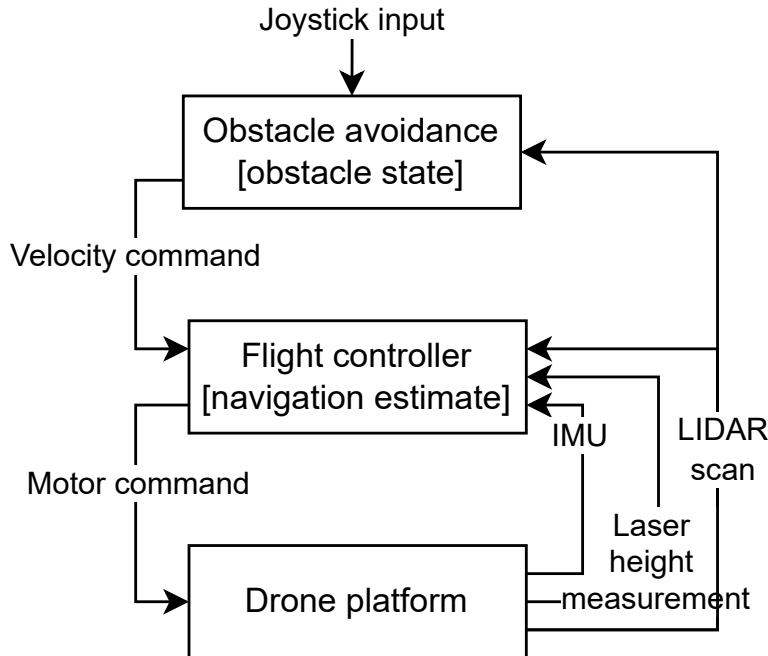 Joystick input
Obstacle avoidance
[obstacle state]
Velocity command
Flight controller
[navigation estimate]
IMU
LIDAR
scan
Motor command
Laser
height
measurement
Drone platform